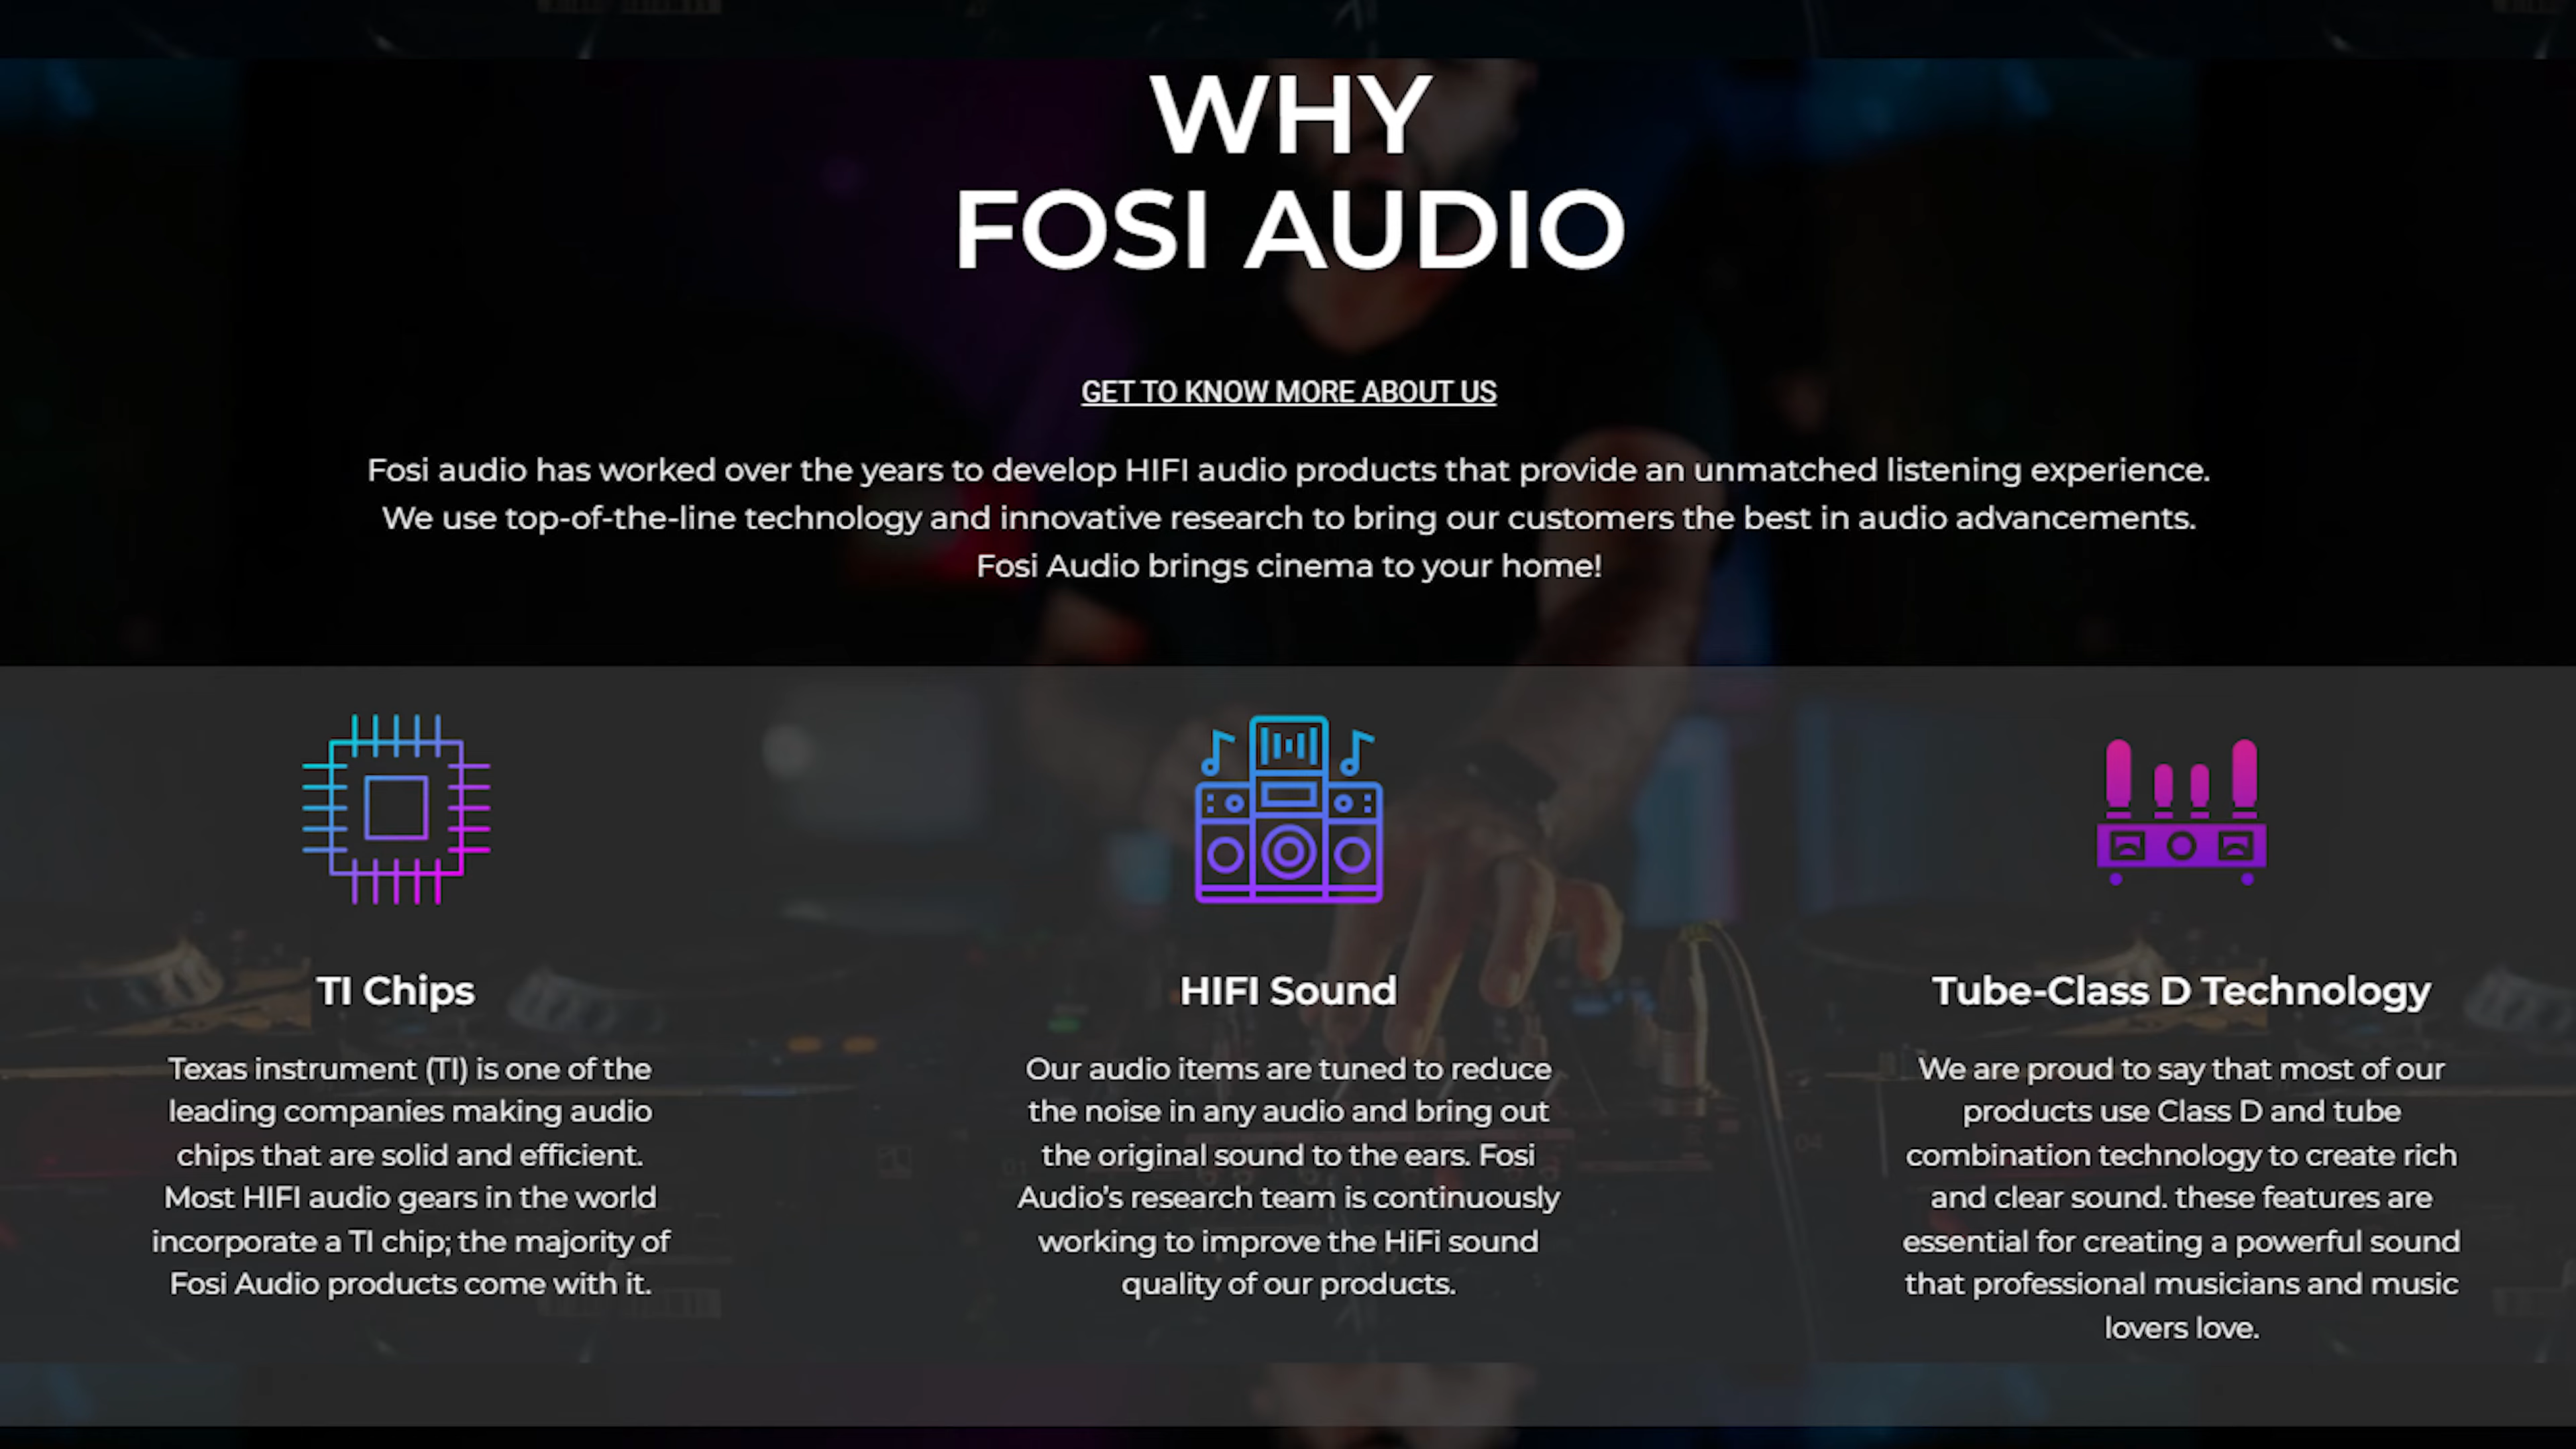 WHY
FOSI AUDIO
GET TO KNOW MORE ABOUT US
Fosi audio has worked over the years to develop HIFI audio products that provide an unmatched listening experience.
We use top-of-the-line technology and innovative research to bring our customers the best in audio advancements.
Fosi Audio brings cinema to your home!
TI Chips
Texas instrument (TI) is one of the
leading companies making audio
chips that are solid and efficient.
Most HIFI audio gears in the world
incorporate a TI chip; the majority of
Fosi Audio products come with it.
HIFI Sound
Our audio items are tuned to reduce
the noise in any audio and bring out
the original sound to the ears. Fosi
Audio’s research team is continuously
working to improve the HiFi sound
quality of our products.
Tube-Class D Technology
We are proud to say that most of our
products use Class D and tube
combination technology to create rich
and clear sound. these features are
essential for creating a powerful sound
that professional musicians and music
lovers love.